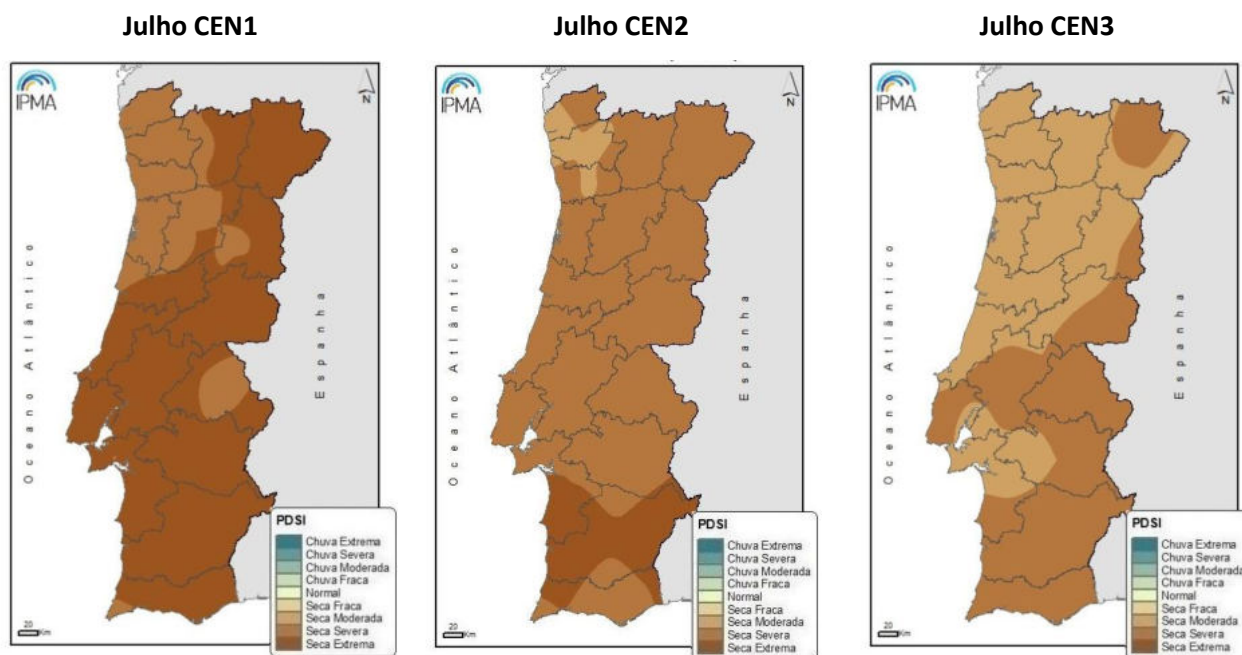 Julho CEN1
Julho CEN2
Julho CEN3
IPMA
N
Oceano Atlântico
Espanha
PDSI
Chuva Extrema
Chuva Severa
Chuva Moderada
Chuva Fraca
Normal
Seca Fraca
Seca Moderada
Seca Severa
Seca Extrema
20
Km
IPMA
N
Oceano Atlântico
Espanha
PDSI
Chuva Extrema
Chuva Severa
Chuva Moderada
Chuva Fraca
Normal
Seca Fraca
Seca Moderada
Seca Severa
Seca Extrema
20
Km
IPMA
N
Oceano Atlântico
Espanha
PDSI
Chuva Extrema
Chuva Severa
Chuva Moderada
Chuva Fraca
Normal
Seca Fraca
Seca Moderada
Seca Severa
Seca Extrema
20
Km